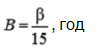 B = β/15, год